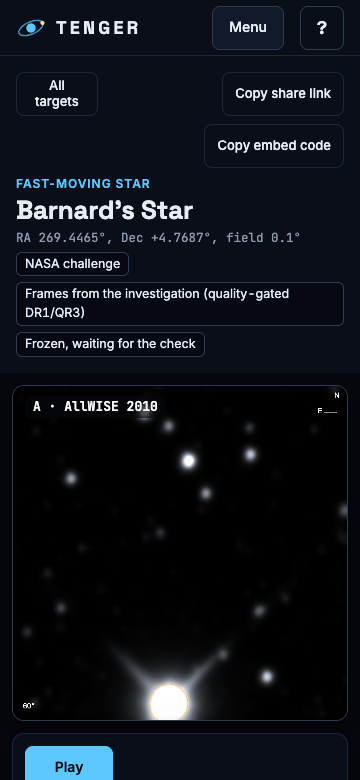 TENGER
Menu
?
All
targets
Copy share link
Copy embed code
FAST-MOVING STAR
Barnard's Star
RA 269.4465°, Dec +4.7687°, field 0.1°
NASA challenge
Frames from the investigation (quality-gated
DR1/QR3)
Frozen, waiting for the check
A · AllWISE 2010
N
E
60"
Play